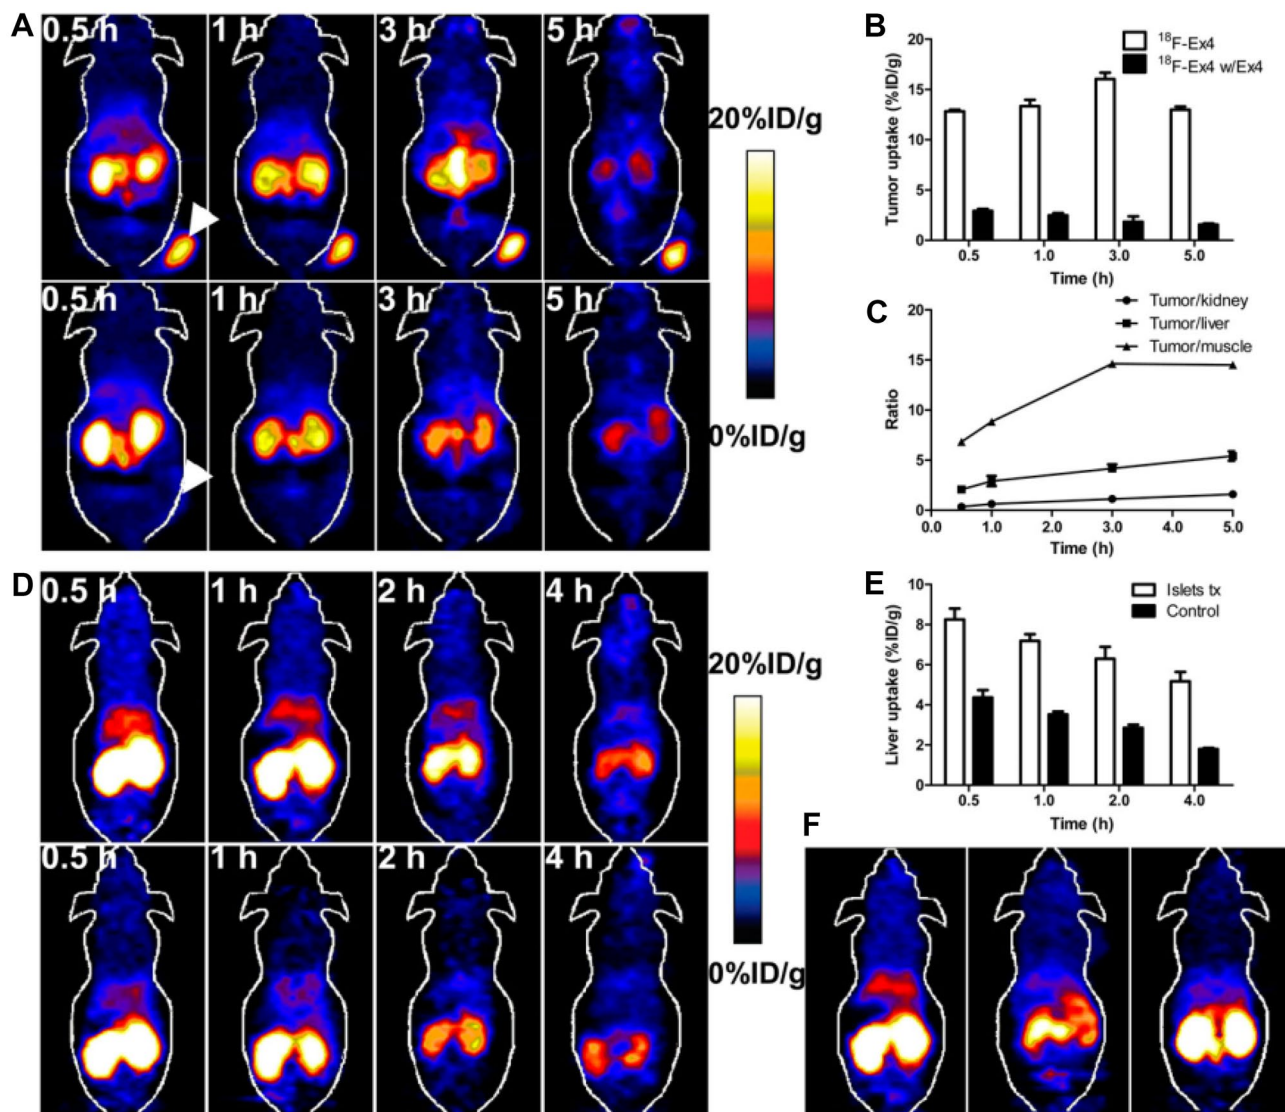 A
0.5 h 1 h 3 h 5 h
0.5 h 1 h 3 h 5 h
20%ID/g
0%ID/g
B
Tumor uptake (%ID/g)
20
15
10
5
0
¹⁸F-Ex4
¹⁸F-Ex4 w/Ex4
0.5 1.0 3.0 5.0
Time (h)
C
Ratio
20
15
10
5
0
Tumor/kidney
Tumor/liver
Tumor/muscle
0.0 1.0 2.0 3.0 4.0 5.0
Time (h)
D
0.5 h 1 h 2 h 4 h
0.5 h 1 h 2 h 4 h
20%ID/g
0%ID/g
E
Liver uptake (%ID/g)
10
8
6
4
2
0
Islets tx
Control
0.5 1.0 2.0 4.0
Time (h)
F